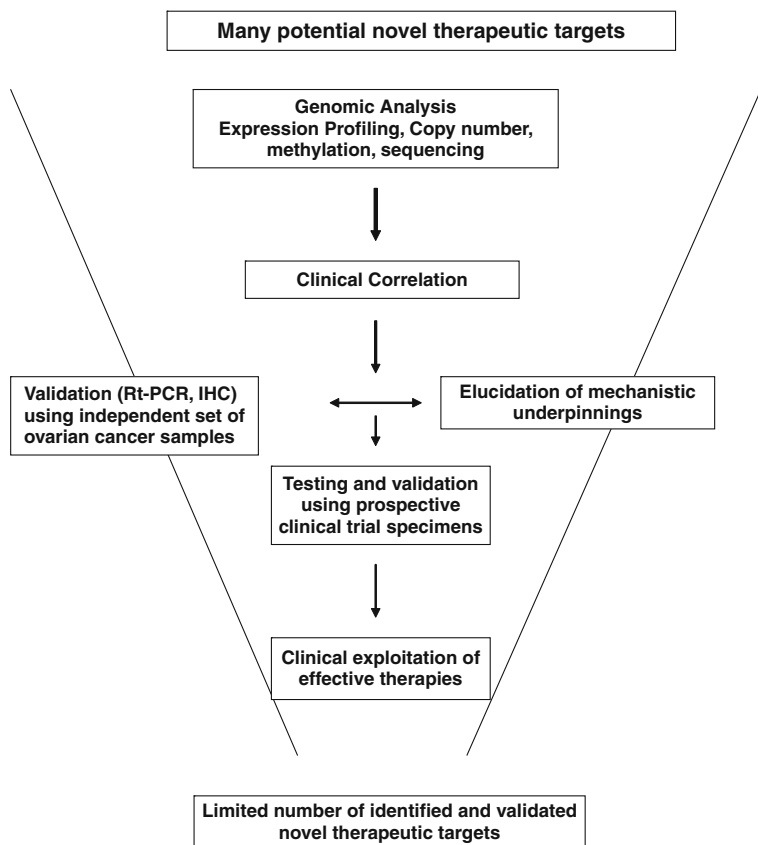 Many potential novel therapeutic targets
Genomic Analysis
Expression Profiling, Copy number,
methylation, sequencing
Clinical Correlation
Validation (Rt-PCR, IHC)
using independent set of
ovarian cancer samples
Elucidation of mechanistic
underpinnings
Testing and validation
using prospective
clinical trial specimens
Clinical exploitation of
effective therapies
Limited number of identified and validated
novel therapeutic targets